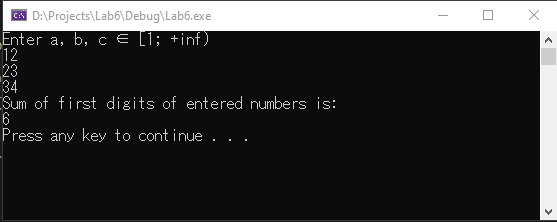 D:\Projects\Lab6\Debug\Lab6.exe
Enter a, b, c ∈ [1; +inf)
12
23
34
Sum of first digits of entered numbers is:
6
Press any key to continue . . .